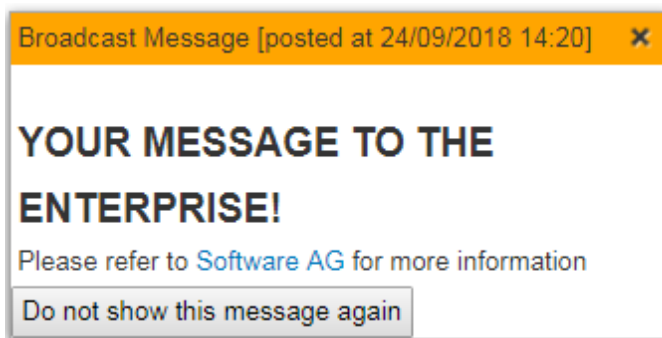 Broadcast Message [posted at 24/09/2018 14:20]
YOUR MESSAGE TO THE
ENTERPRISE!
Please refer to Software AG for more information
Do not show this message again